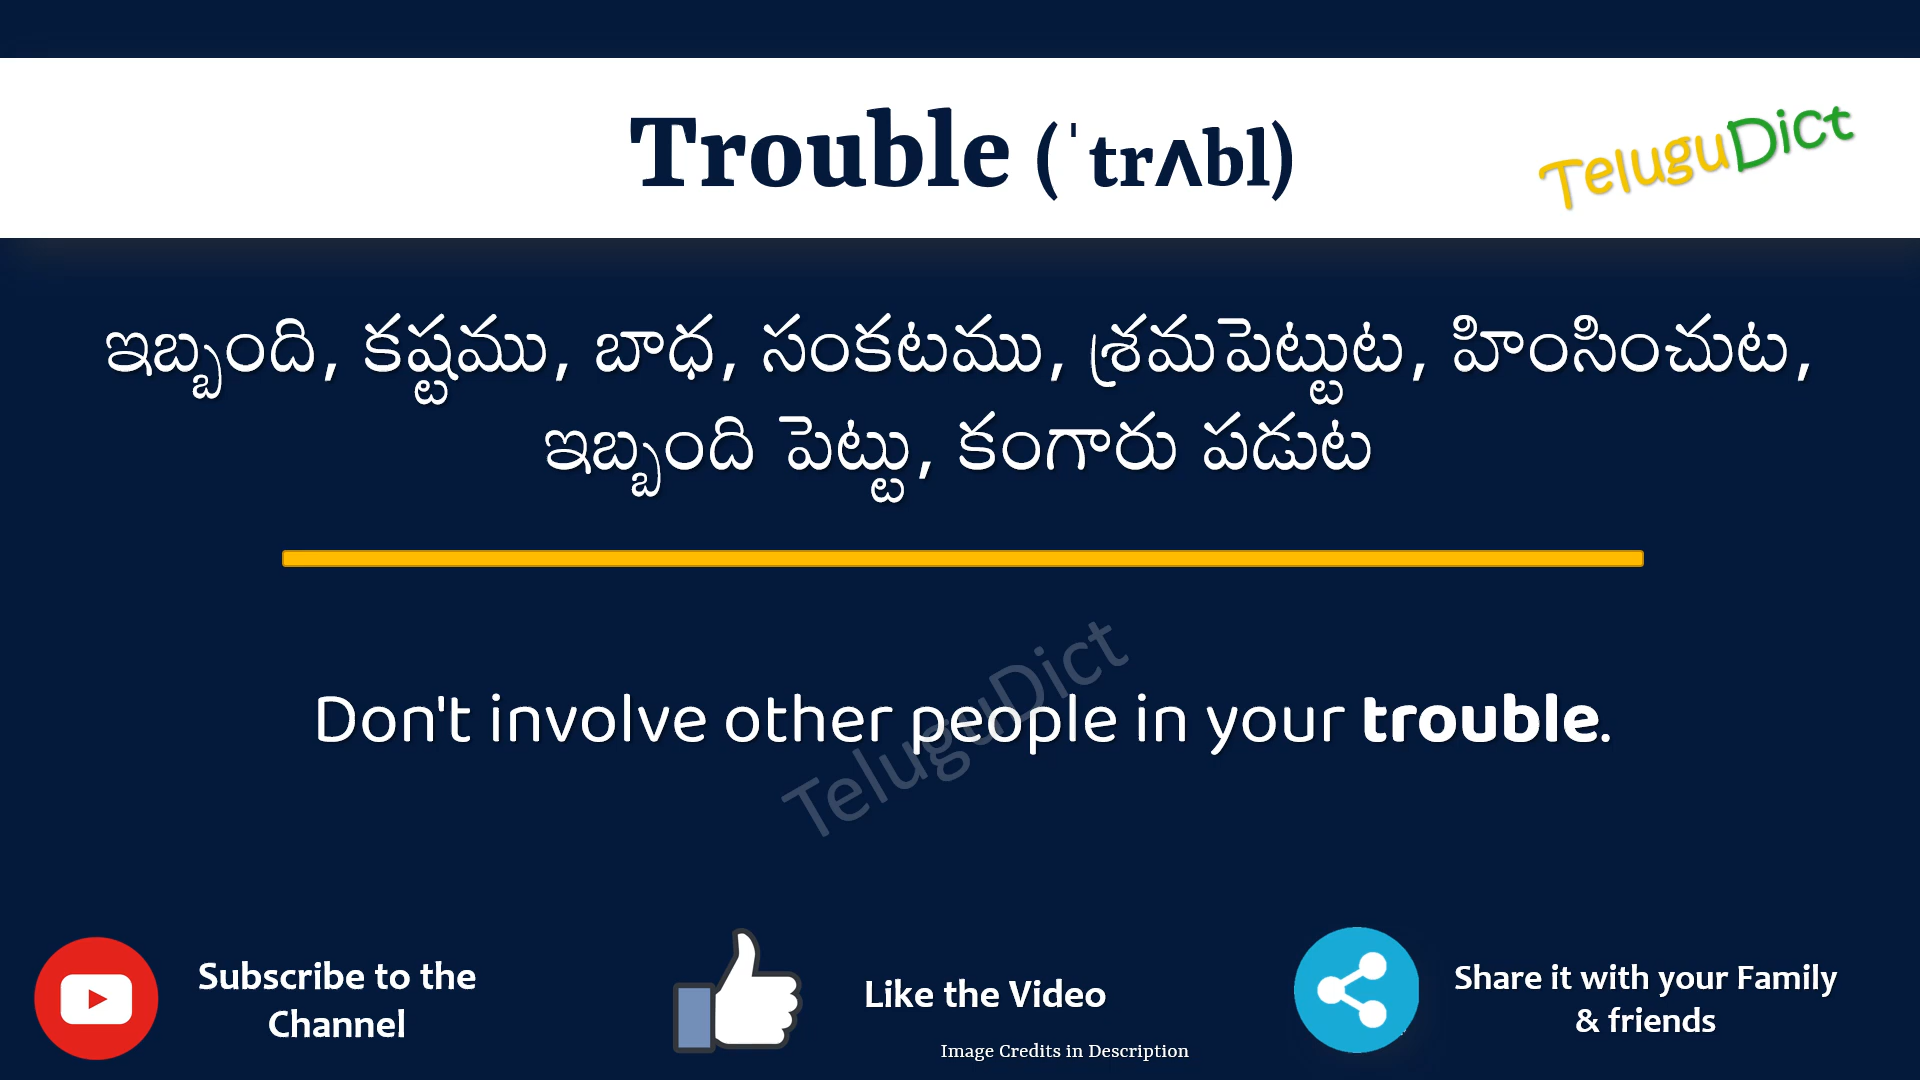 Trouble (ˈtrʌbl)
TeluguDict
ఇబ్బంది, కష్టము, బాధ, సంకటము, శ్రమపెట్టుట, హింసించుట,
ఇబ్బంది పెట్టు, కంగారు పడుట
Don't involve other people in your trouble.
TeluguDict
Subscribe to the
Channel
Like the Video
Share it with your Family
& friends
Image Credits in Description